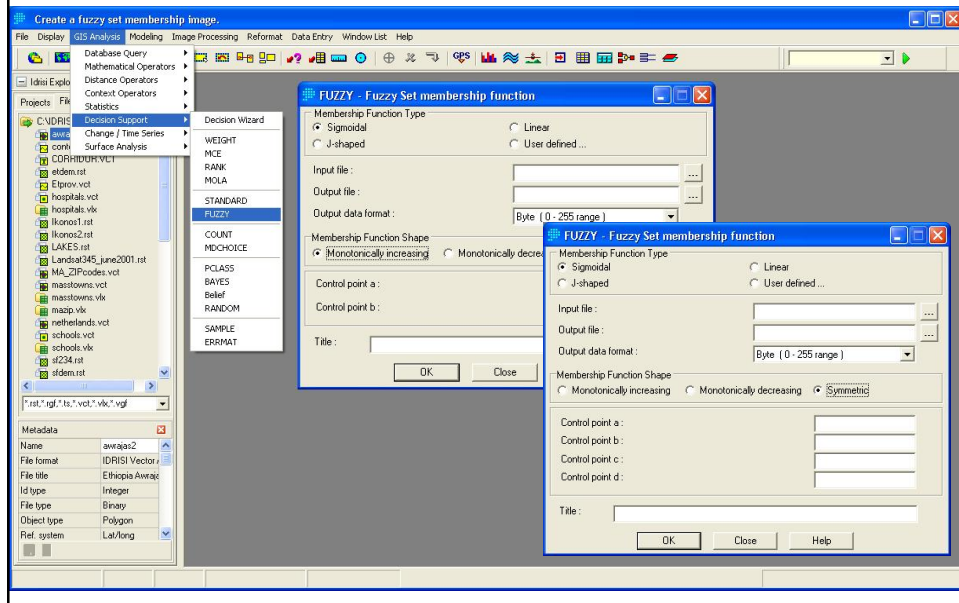 Create a fuzzy set membership image.
File Display GIS Analysis Modeling Image Processing Reformat Data Entry Window List Help
GPS
Database Query
Mathematical Operators
Distance Operators
Context Operators
Statistics
Decision Support
Change / Time Series
Surface Analysis
Decision Wizard
WEIGHT
MCE
RANK
MOLA
STANDARD
FUZZY
COUNT
MDCHOICE
PCLASS
BAYES
Belief
RANDOM
SAMPLE
ERRMAT
Idrisi Explo
Projects File
C:\IDRIS
awra
conto
CORRIDOR.VCT
etdem.rst
Etprov.vct
hospitals.vct
hospitals.vlx
Ikonos1.rst
Ikonos2.rst
LAKES.rst
Landsat345_june2001.rst
MA_ZIPcodes.vct
masstowns.vct
masstowns.vlx
mazip.vlx
netherlands.vct
schools.vct
schools.vlx
sf234.rst
sfdem.rst
*.rst,*.rgf,*.ts,*.vct,*.vlx,*.vgf
Metadata
Name awrajas2
File format IDRISI Vector
File title Ethiopia Awraja
Id type Integer
File type Binary
Object type Polygon
Ref. system Lat/long
FUZZY - Fuzzy Set membership function
Membership Function Type
Sigmoidal Linear
J-shaped User defined ...
Input file :
...
Output file :
...
Output data format : Byte ( 0 - 255 range )
Membership Function Shape
Monotonically increasing Monotonically decrea
Control point a :
Control point b :
Title :
OK Close
FUZZY - Fuzzy Set membership function
Membership Function Type
Sigmoidal Linear
J-shaped User defined ...
Input file :
...
Output file :
...
Output data format : Byte ( 0 - 255 range )
Membership Function Shape
Monotonically increasing Monotonically decreasing Symmetric
Control point a :
Control point b :
Control point c :
Control point d :
Title :
OK Close Help